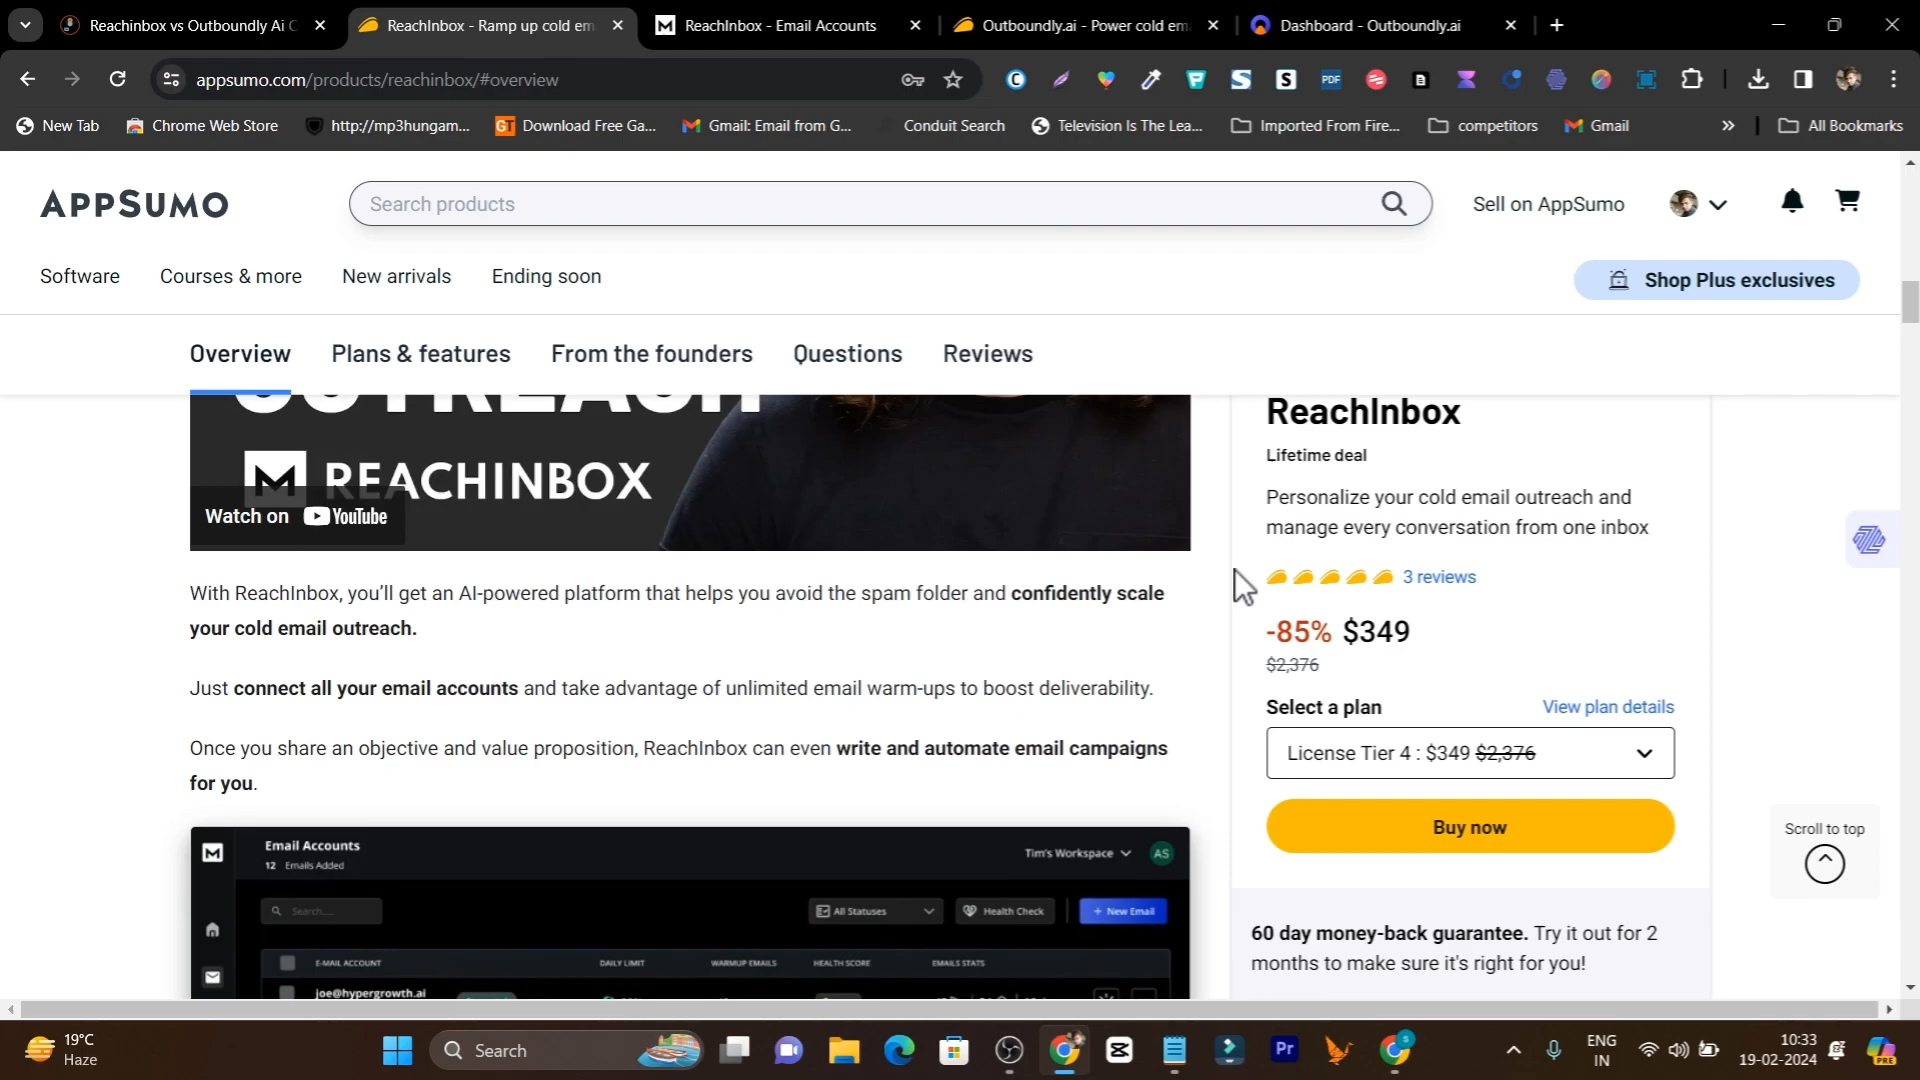 Reachinbox vs Outboundly Ai C
ReachInbox - Ramp up cold em
ReachInbox - Email Accounts
Outboundly.ai - Power cold em
Dashboard - Outboundly.ai
appsumo.com/products/reachinbox/#overview
New Tab
Chrome Web Store
http://mp3hungam...
Download Free Ga...
Gmail: Email from G...
Conduit Search
Television Is The Lea...
Imported From Fire...
competitors
Gmail
All Bookmarks
APPSUMO
Search products
Sell on AppSumo
Software
Courses & more
New arrivals
Ending soon
Shop Plus exclusives
Overview
Plans & features
From the founders
Questions
Reviews
OUTREACH
REACHINBOX
Watch on YouTube
With ReachInbox, you’ll get an AI-powered platform that helps you avoid the spam folder and confidently scale
your cold email outreach.
Just connect all your email accounts and take advantage of unlimited email warm-ups to boost deliverability.
Once you share an objective and value proposition, ReachInbox can even write and automate email campaigns
for you.
Email Accounts
12 Emails Added
Tim's Workspace
AS
Search....
All Statuses
Health Check
+ New Email
E-MAIL ACCOUNT
DAILY LIMIT
WARMUP EMAILS
HEALTH SCORE
EMAILS STATS
joe@hypergrowth.ai
ReachInbox
Lifetime deal
Personalize your cold email outreach and
manage every conversation from one inbox
3 reviews
-85% $349
$2,376
Select a plan
View plan details
License Tier 4 : $349 $2,376
Buy now
60 day money-back guarantee. Try it out for 2
months to make sure it's right for you!
Scroll to top
19°C
Haze
Search
ENG
IN
10:33
19-02-2024